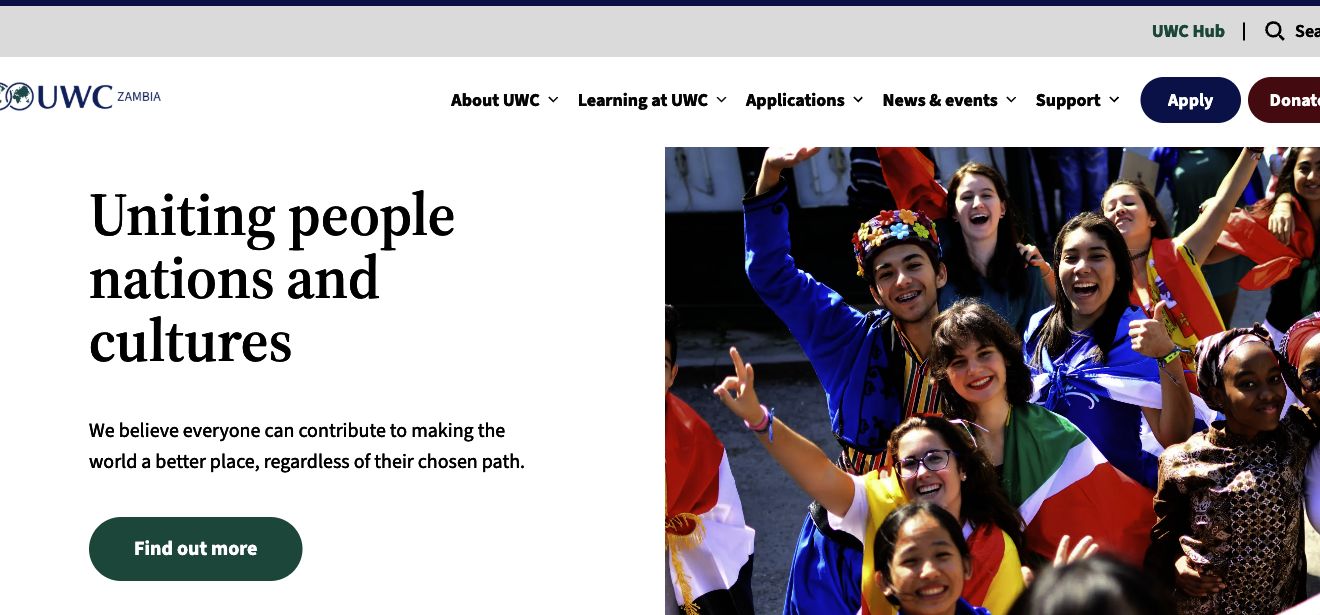 UWC Hub
UWC ZAMBIA
About UWC
Learning at UWC
Applications
News & events
Support
Apply
Uniting people
nations and
cultures
We believe everyone can contribute to making the
world a better place, regardless of their chosen path.
Find out more